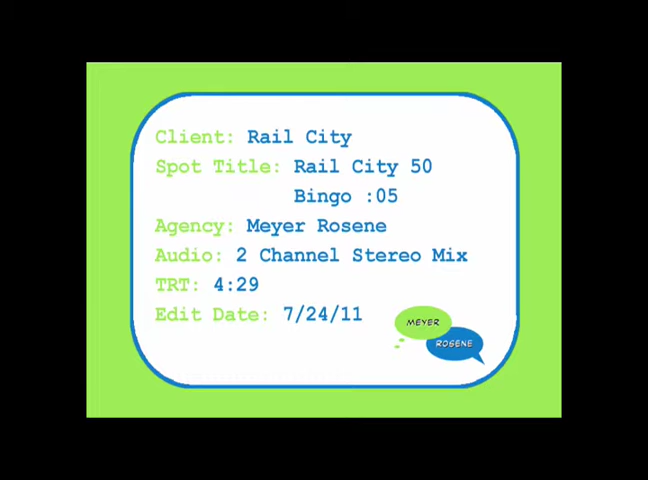 Client: Rail City
Spot Title: Rail City 50
Bingo :05
Agency: Meyer Rosene
Audio: 2 Channel Stereo Mix
TRT: 4:29
Edit Date: 7/24/11
MEYER
ROSENE